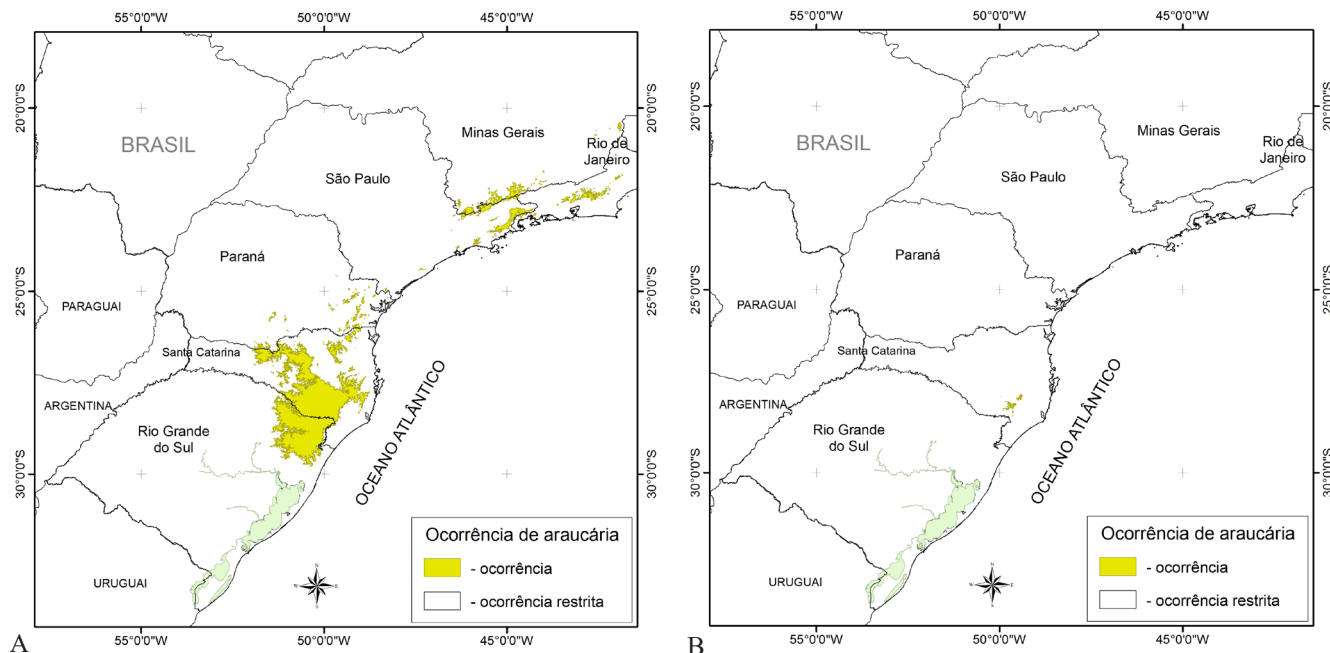 55°0'0"W 50°0'0"W 45°0'0"W
20°0'0"S
25°0'0"S
30°0'0"S
BRASIL
Minas Gerais
Rio de
Janeiro
São Paulo
Paraná
PARAGUAI
Santa Catarina
ARGENTINA
Rio Grande
do Sul
OCEANO ATLÂNTICO
URUGUAI
Ocorrência de araucária
- ocorrência
- ocorrência restrita
N
W E
S
20°0'0"S
25°0'0"S
30°0'0"S
55°0'0"W 50°0'0"W 45°0'0"W
A
55°0'0"W 50°0'0"W 45°0'0"W
20°0'0"S
25°0'0"S
30°0'0"S
BRASIL
Minas Gerais
Rio de
Janeiro
São Paulo
Paraná
PARAGUAI
Santa Catarina
ARGENTINA
Rio Grande
do Sul
OCEANO ATLÂNTICO
URUGUAI
Ocorrência de araucária
- ocorrência
- ocorrência restrita
N
W E
S
20°0'0"S
25°0'0"S
30°0'0"S
55°0'0"W 50°0'0"W 45°0'0"W
B